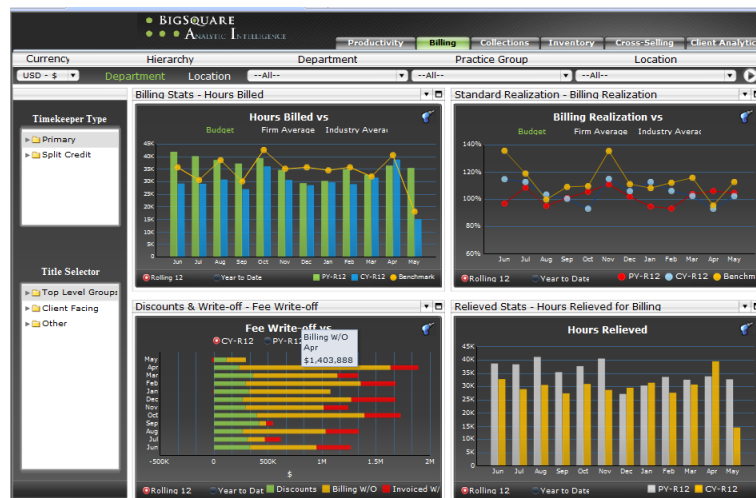 BIGSQUARE
ANALYTIC INTELLIGENCE
Productivity Billing Collections Inventory Cross-Selling Client Analytic
Currency Hierarchy Department Practice Group Location
USD - $ Department Location --All-- --All-- --All--
Timekeeper Type
Primary
Split Credit
Title Selector
Top Level Groups
Client Facing
Other
Billing Stats - Hours Billed
Hours Billed vs
Budget Firm Average Industry Averag
45K
40K
35K
30K
25K
20K
15K
10K
5K
0
Jun Jul Aug Sep Oct Nov Dec Jan Feb Mar Apr May
Rolling 12 Year to Date PY-R12 CY-R12 Benchmark
Standard Realization - Billing Realization
Billing Realization vs
Budget Firm Average Industry Averag
140%
120%
100%
80%
60%
Jun Jul Aug Sep Oct Nov Dec Jan Feb Mar Apr May
Rolling 12 Year to Date PY-R12 CY-R12 Benchm
Discounts & Write-off - Fee Write-off
Fee Write-off vs
CY-R12 PY-R1
Billing W/O
Apr
$1,403,888
May
Apr
Mar
Feb
Jan
Dec
Nov
Oct
Sep
Aug
Jul
Jun
-500K 0 500K 1M 1.5M 2M
$
Rolling 12 Year to Dat Discounts Billing W/O Invoiced W/
Relieved Stats - Hours Relieved for Billing
Hours Relieved
45K
40K
35K
30K
25K
20K
15K
10K
5K
0
Jun Jul Aug Sep Oct Nov Dec Jan Feb Mar Apr May
Rolling 12 Year to Date PY-R12 CY-R12